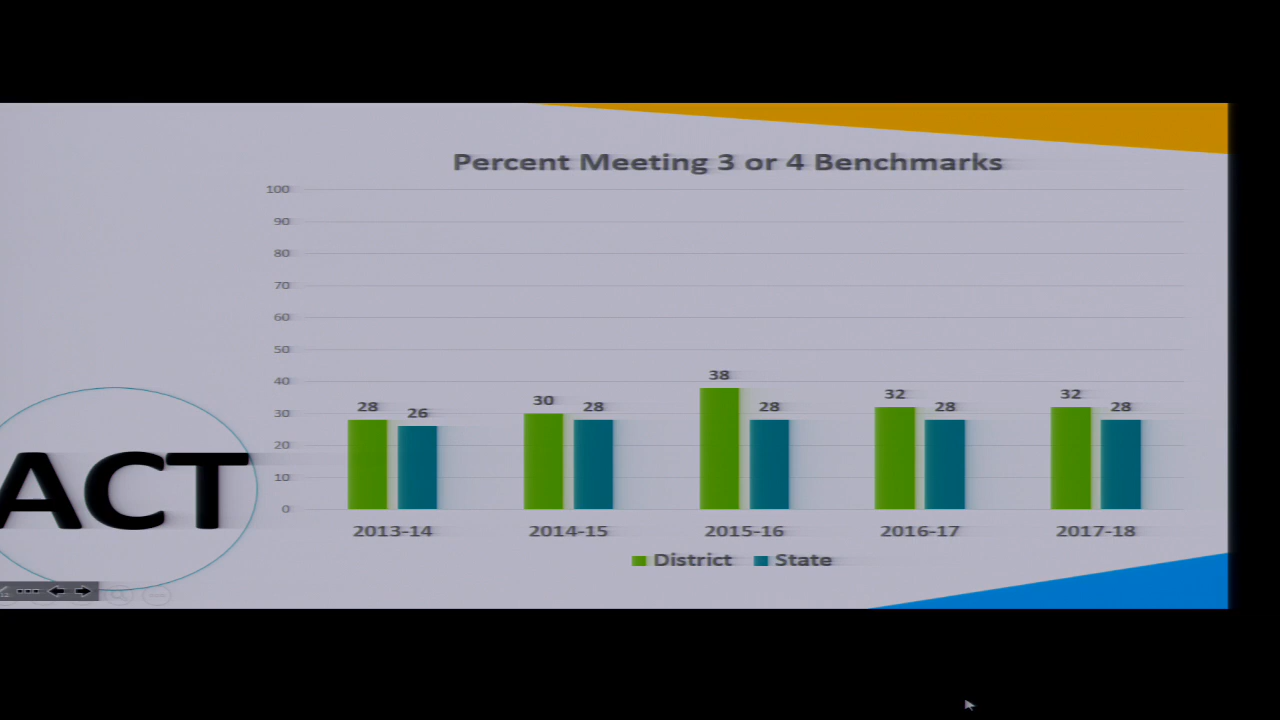 Percent Meeting 3 or 4 Benchmarks
100
90
80
70
60
50
40
30
20
10
0
28 26 30 28 38 28 32 28 32 28
2013-14 2014-15 2015-16 2016-17 2017-18
District State
ACT